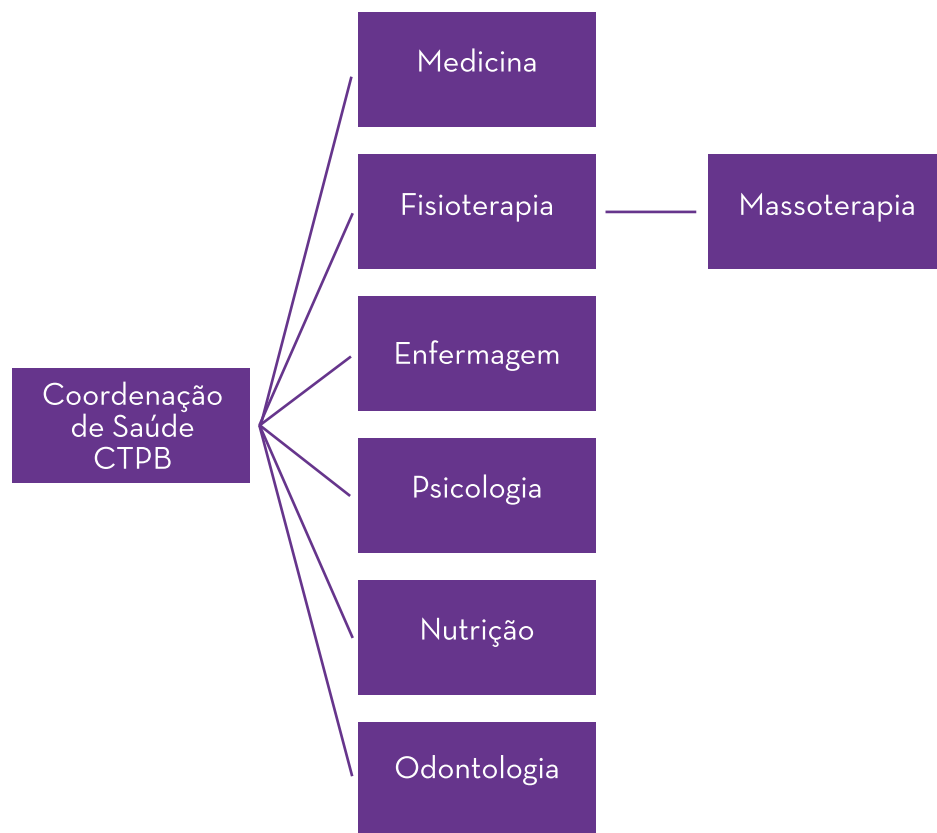 Medicina
Fisioterapia
Massoterapia
Enfermagem
Coordenação
de Saúde
CTPB
Psicologia
Nutrição
Odontologia